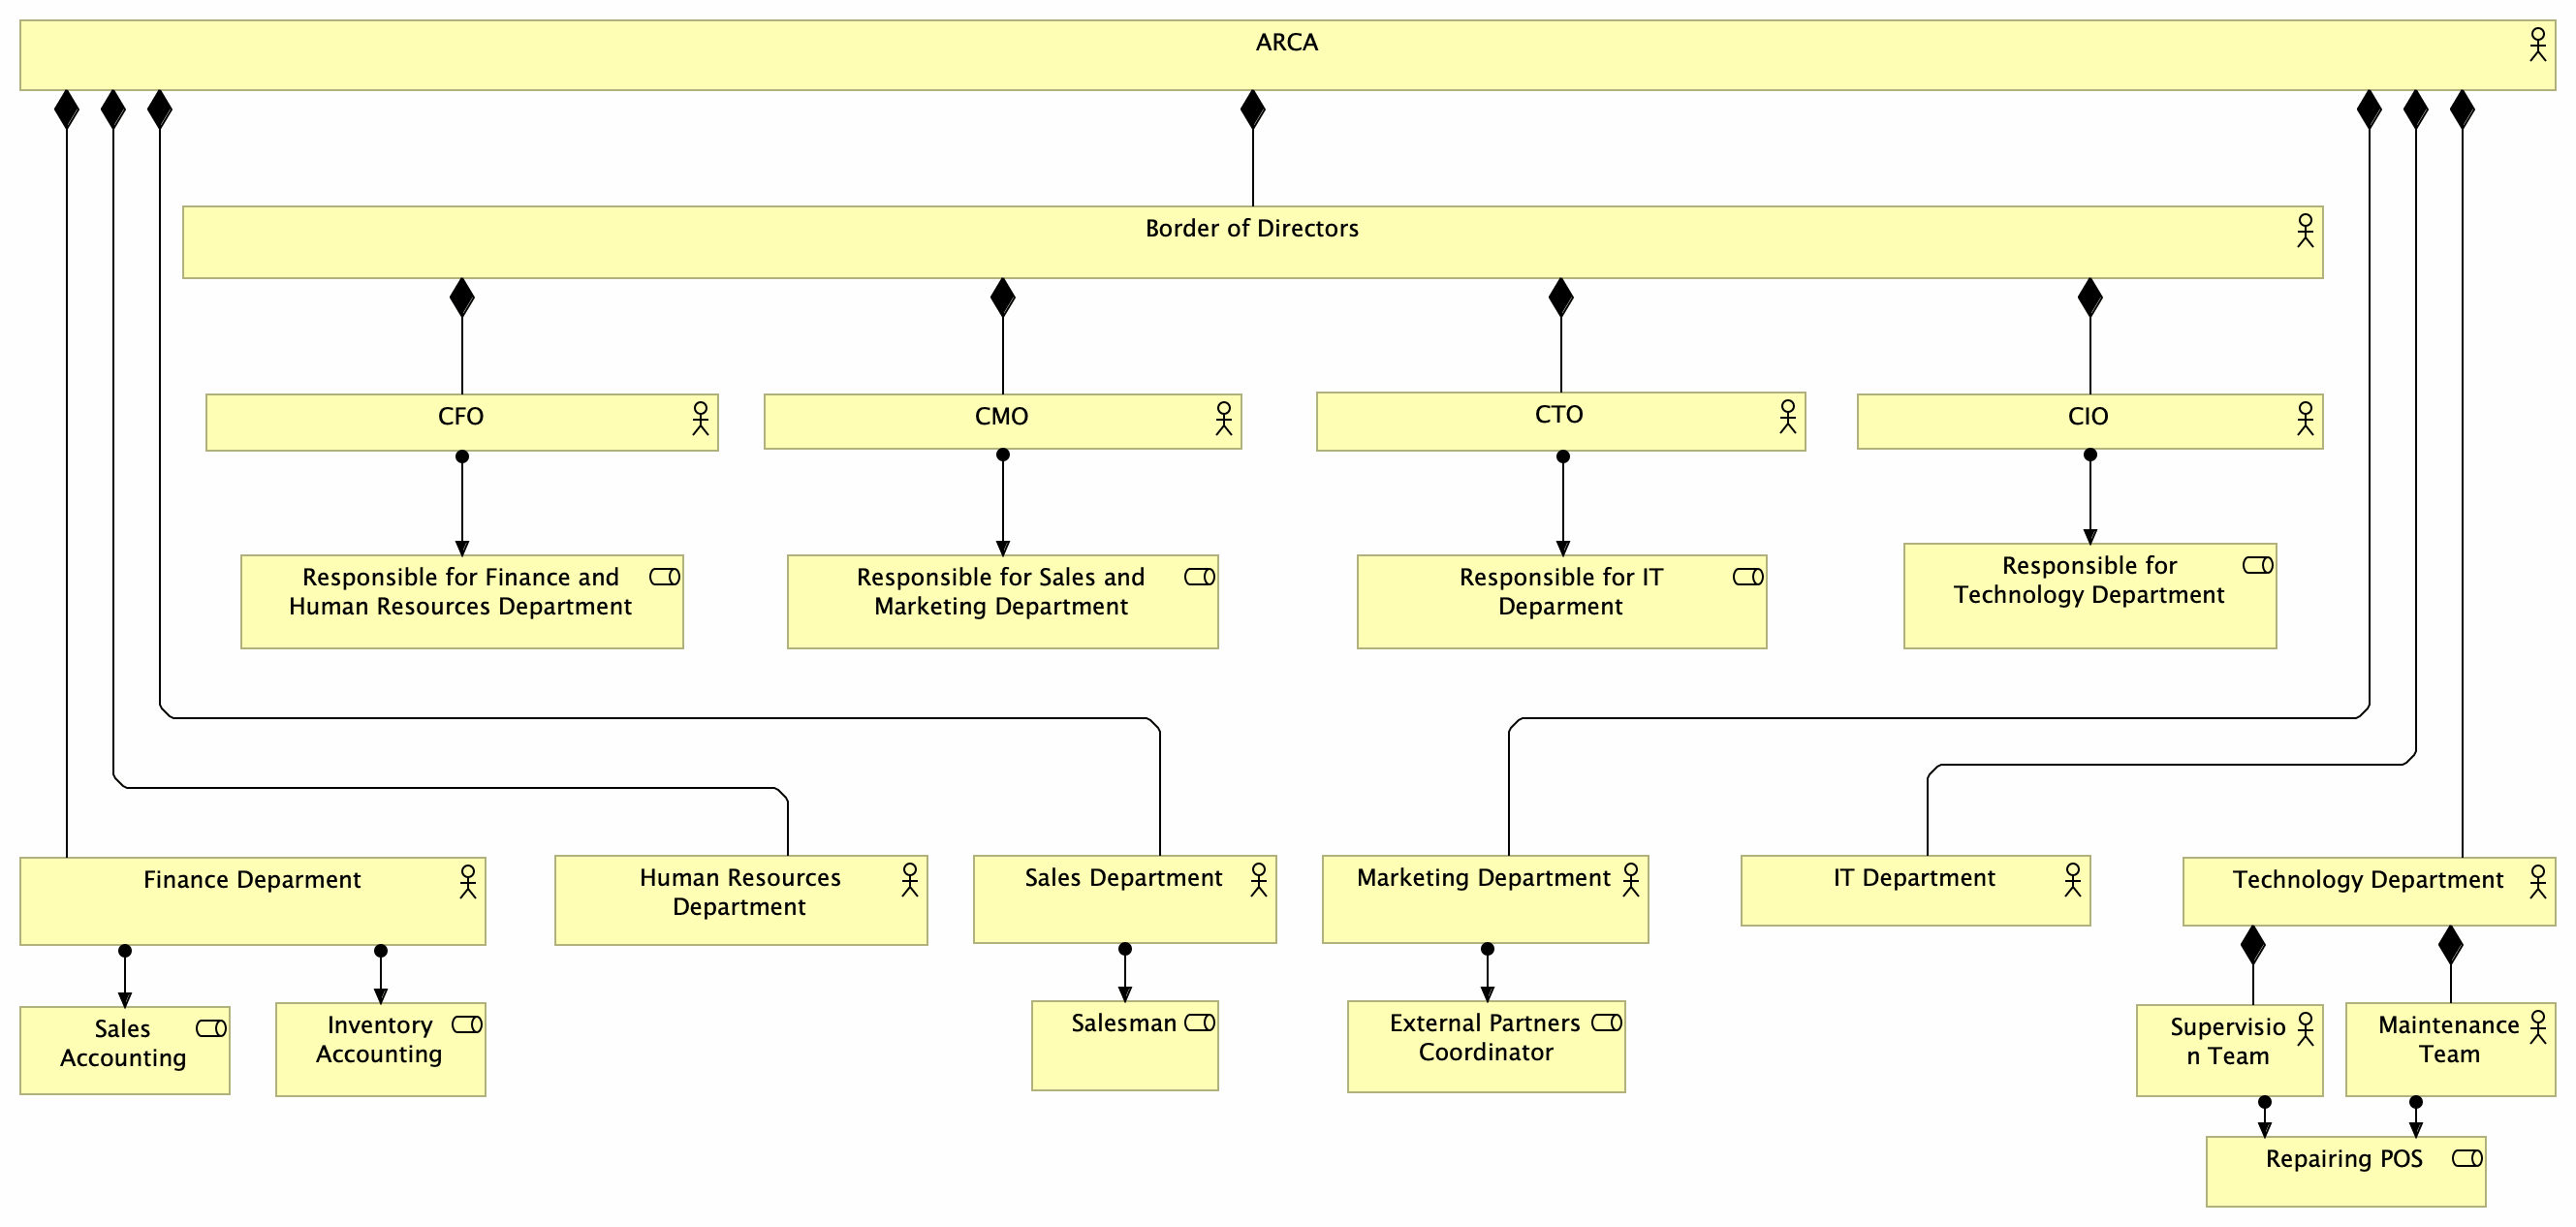 ARCA
Border of Directors
CFO
CMO
CTO
CIO
Responsible for Finance and
Human Resources Department
Responsible for Sales and
Marketing Department
Responsible for IT
Deparment
Responsible for
Technology Department
Finance Deparment
Human Resources
Department
Sales Department
Marketing Department
IT Department
Technology Department
Sales
Accounting
Inventory
Accounting
Salesman
External Partners
Coordinator
Supervisio
n Team
Maintenance
Team
Repairing POS